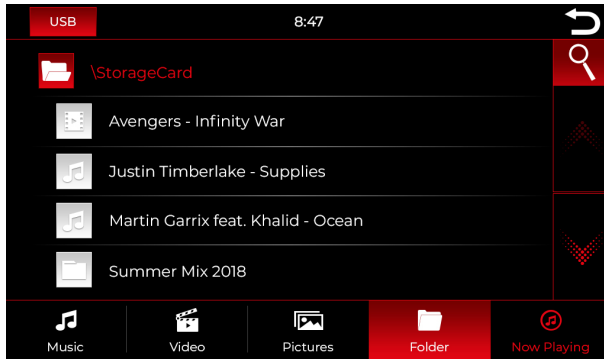 USB
8:47
\StorageCard
Avengers - Infinity War
Justin Timberlake - Supplies
Martin Garrix feat. Khalid - Ocean
Summer Mix 2018
Music
Video
Pictures
Folder
Now Playing